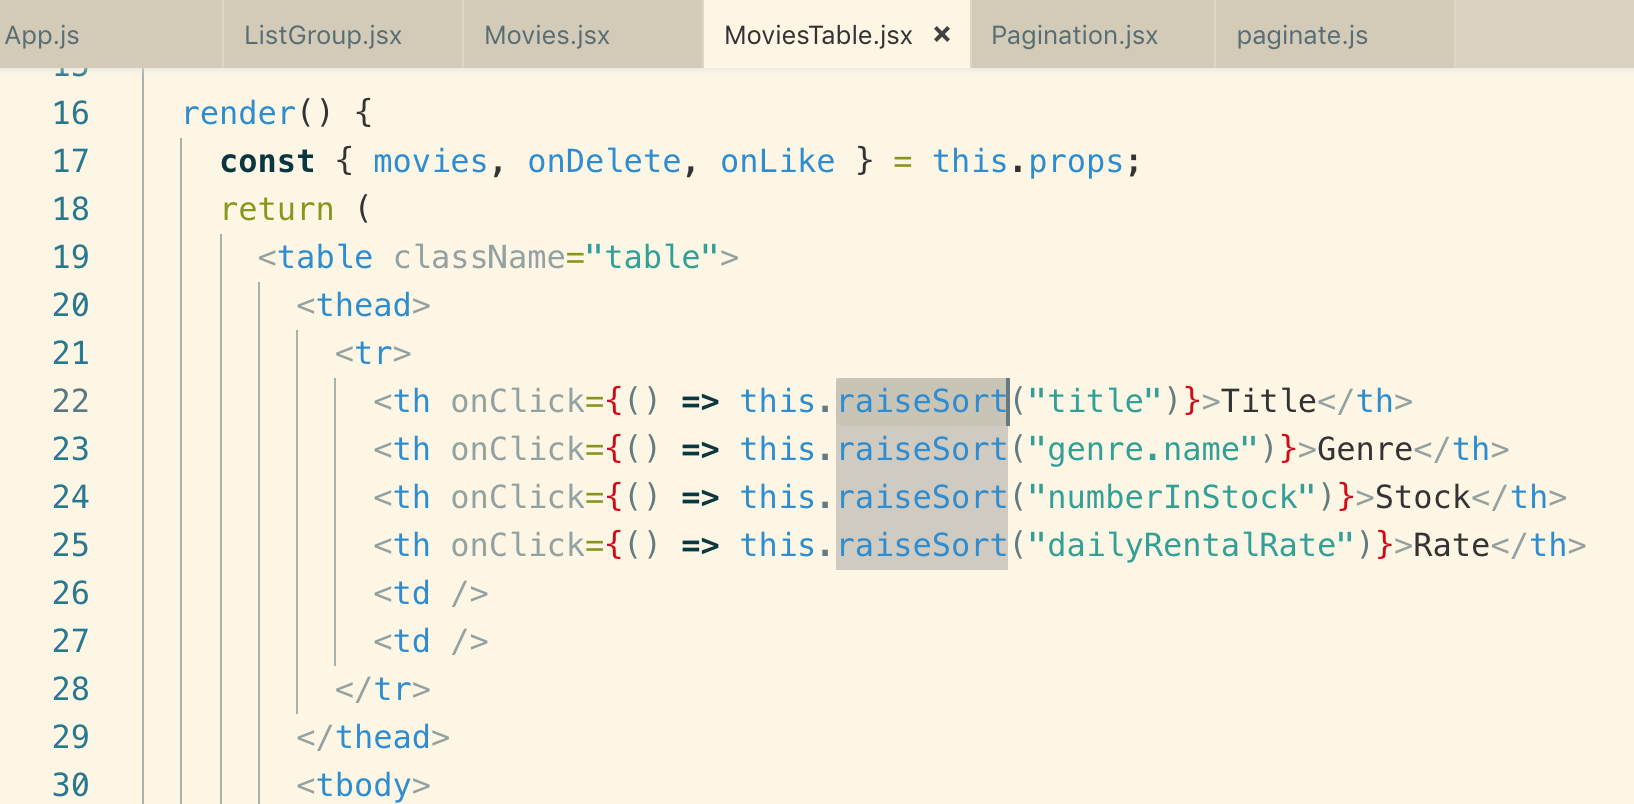 App.js ListGroup.jsx Movies.jsx MoviesTable.jsx × Pagination.jsx paginate.js
15
16 render() {
17 const { movies, onDelete, onLike } = this.props;
18 return (
19 <table className="table">
20 <thead>
21 <tr>
22 <th onClick={() => this.raiseSort("title")}>Title</th>
23 <th onClick={() => this.raiseSort("genre.name")}>Genre</th>
24 <th onClick={() => this.raiseSort("numberInStock")}>Stock</th>
25 <th onClick={() => this.raiseSort("dailyRentalRate")}>Rate</th>
26 <td />
27 <td />
28 </tr>
29 </thead>
30 <tbody>